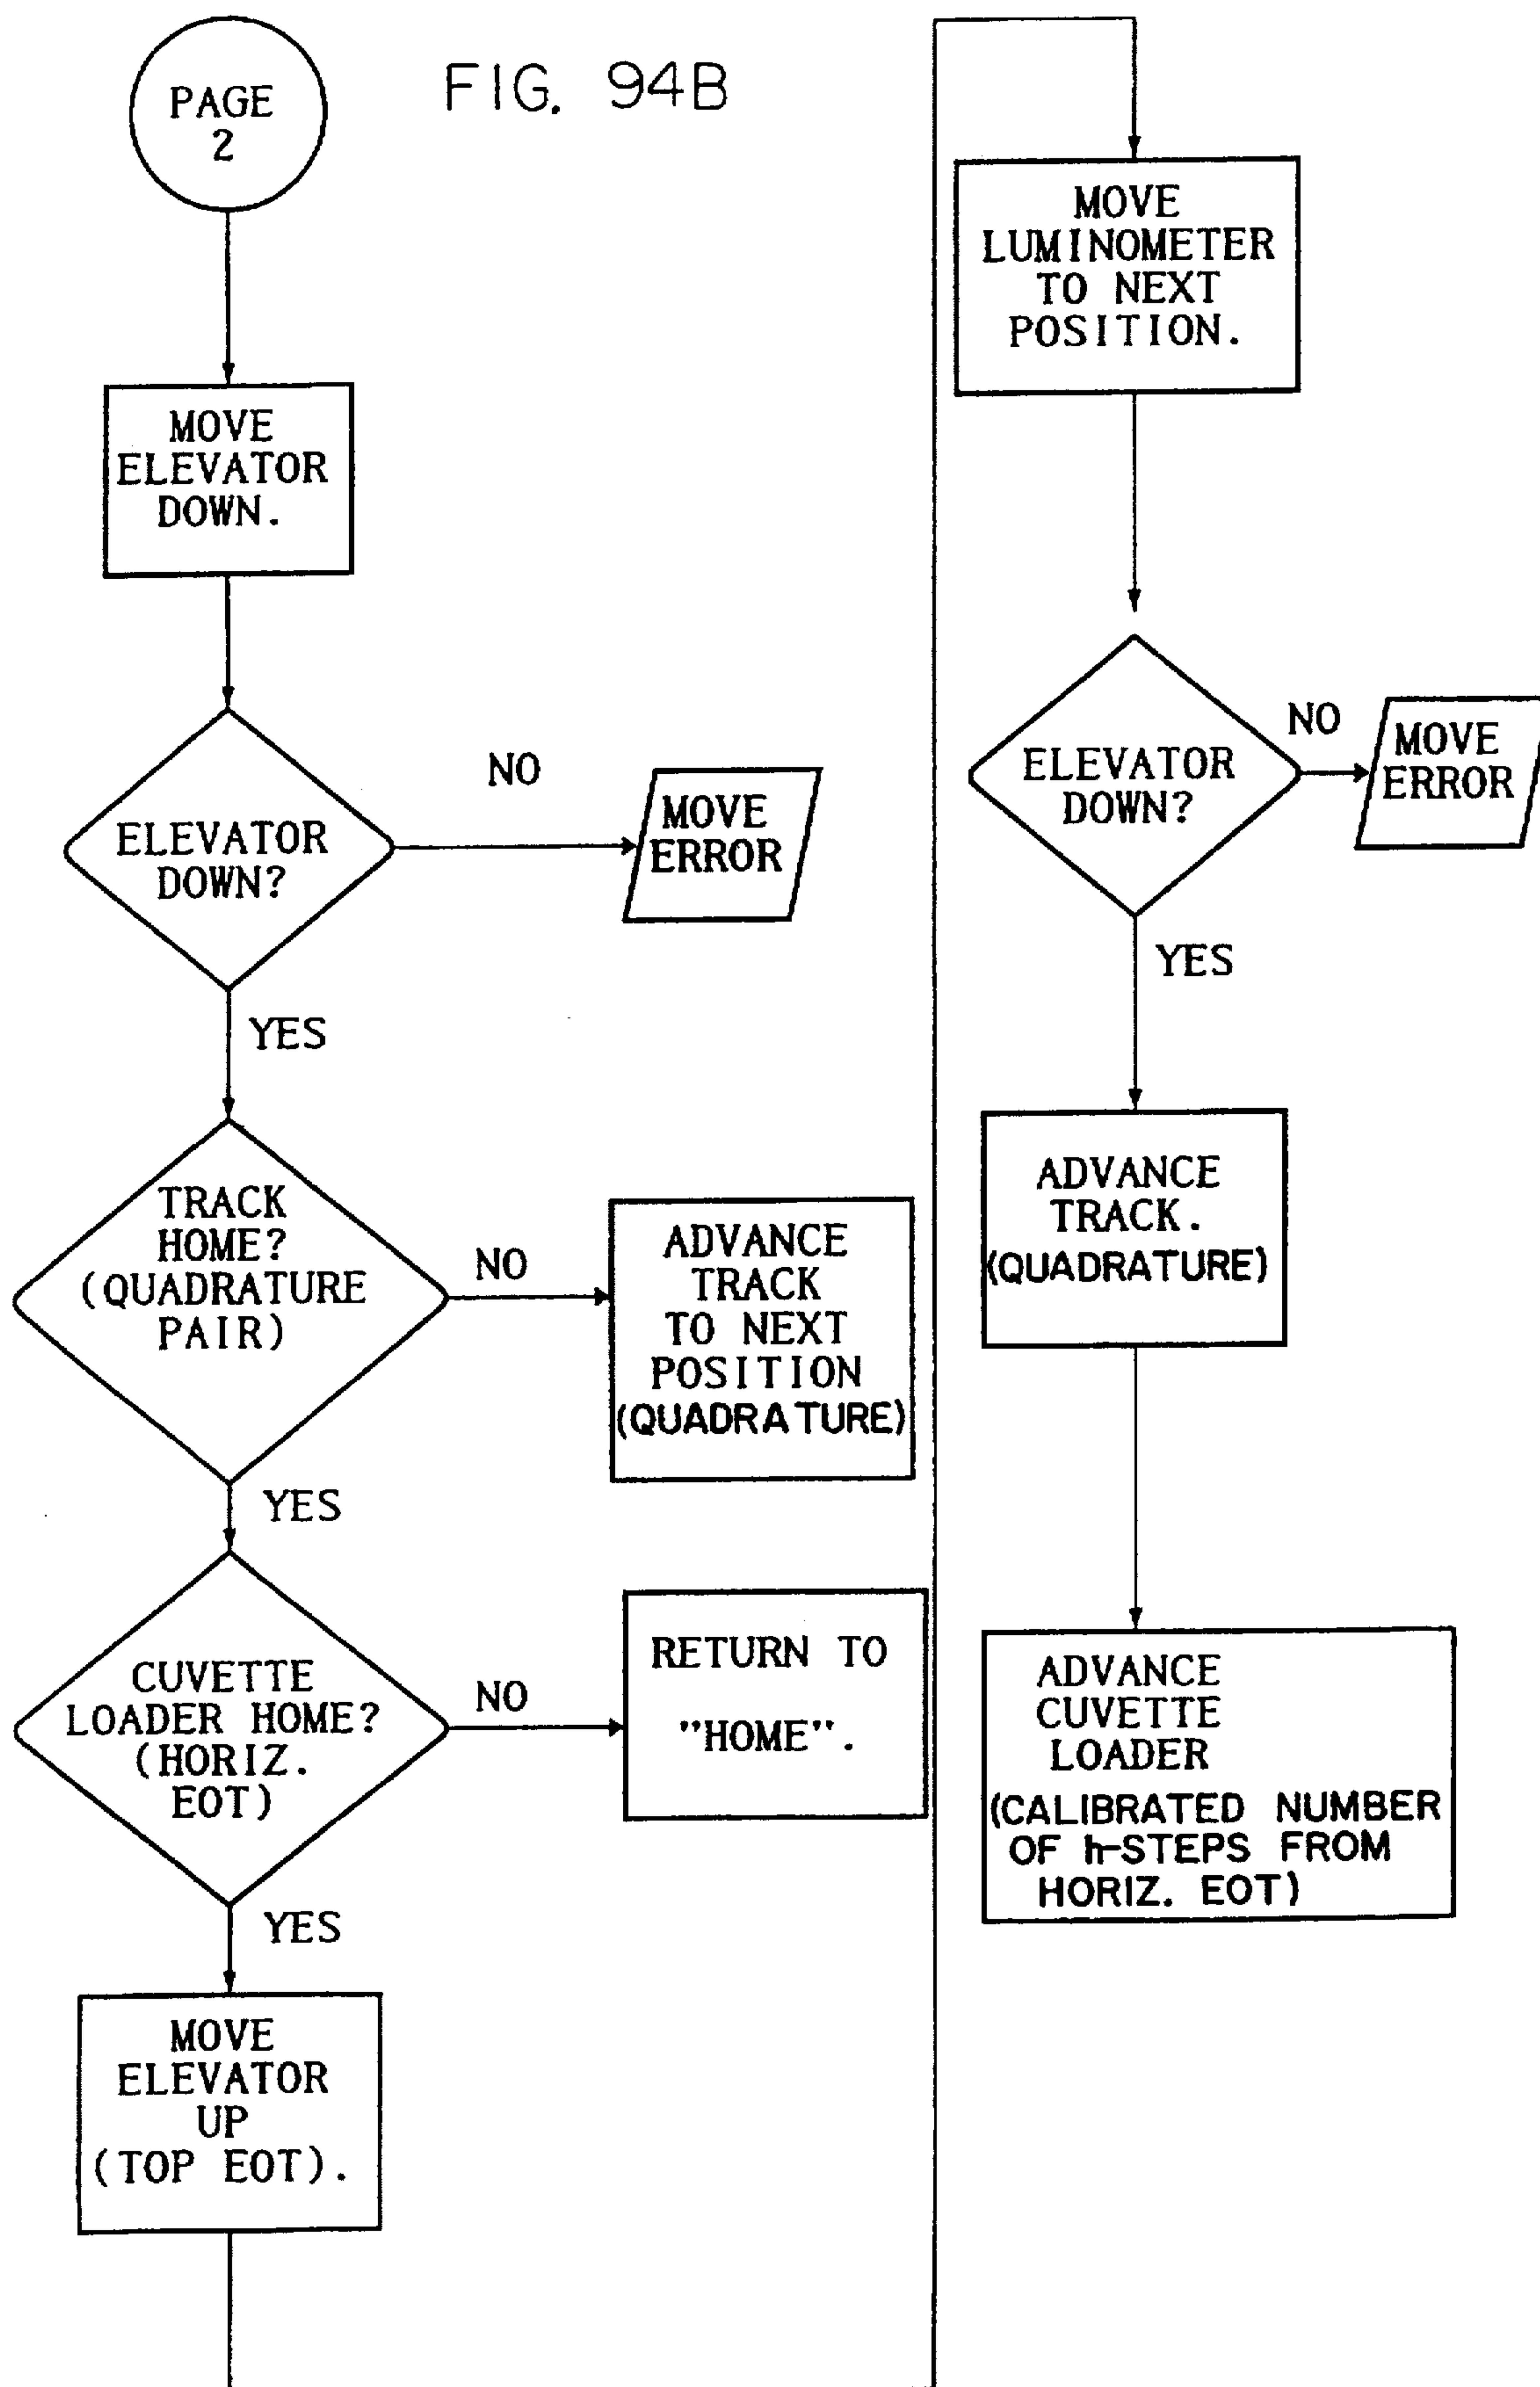 PAGE
2
FIG. 94B
MOVE
ELEVATOR
DOWN.
ELEVATOR
DOWN?
NO
MOVE
ERROR
YES
TRACK
HOME?
(QUADRATURE
PAIR)
NO
ADVANCE
TRACK
TO NEXT
POSITION
(QUADRATURE)
YES
CUVETTE
LOADER HOME?
(HORIZ.
EOT)
NO
RETURN TO
"HOME".
YES
MOVE
ELEVATOR
UP
(TOP EOT).
MOVE
LUMINOMETER
TO NEXT
POSITION.
ELEVATOR
DOWN?
NO
MOVE
ERROR
YES
ADVANCE
TRACK.
(QUADRATURE)
ADVANCE
CUVETTE
LOADER
(CALIBRATED NUMBER
OF h-STEPS FROM
HORIZ. EOT)